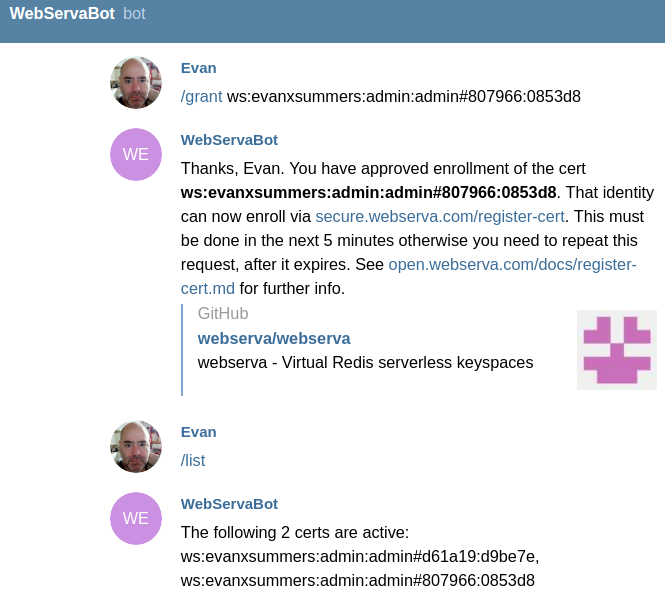 WebServaBot bot
Evan
/grant ws:evanxsummers:admin:admin#807966:0853d8
WebServaBot
WE
Thanks, Evan. You have approved enrollment of the cert
ws:evanxsummers:admin:admin#807966:0853d8. That identity
can now enroll via secure.webserva.com/register-cert. This must
be done in the next 5 minutes otherwise you need to repeat this
request, after it expires. See open.webserva.com/docs/register-
cert.md for further info.
GitHub
webserva/webserva
webserva - Virtual Redis serverless keyspaces
Evan
/list
WebServaBot
WE
The following 2 certs are active:
ws:evanxsummers:admin:admin#d61a19:d9be7e,
ws:evanxsummers:admin:admin#807966:0853d8